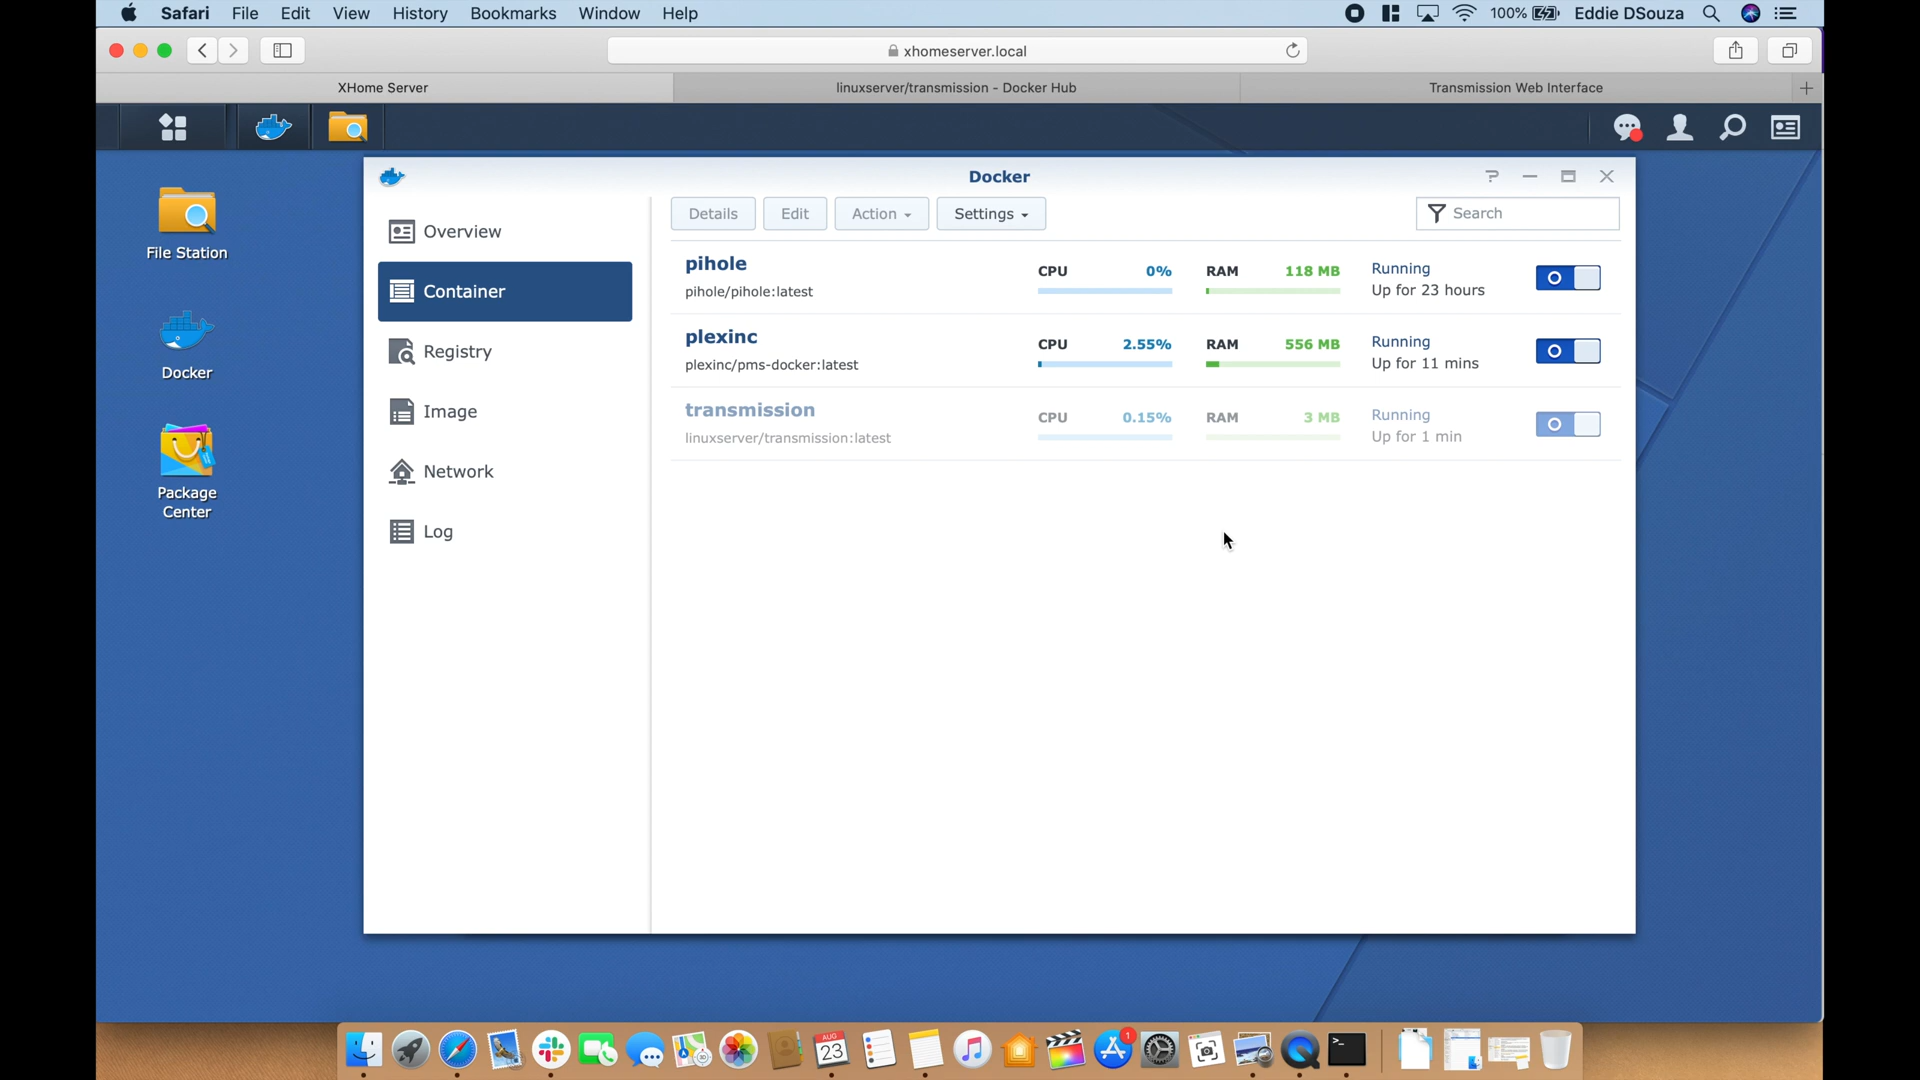 Safari File Edit View History Bookmarks Window Help 100% Eddie DSouza
xhomeserver.local
XHome Server linuxserver/transmission - Docker Hub Transmission Web Interface
File Station
Docker
Package
Center
Docker
Overview
Container
Registry
Image
Network
Log
Details Edit Action Settings Search
pihole
pihole/pihole:latest
CPU 0% RAM 118 MB
Running
Up for 23 hours
plexinc
plexinc/pms-docker:latest
CPU 2.55% RAM 556 MB
Running
Up for 11 mins
transmission
linuxserver/transmission:latest
CPU 0.15% RAM 3 MB
Running
Up for 1 min
AUG
23
1